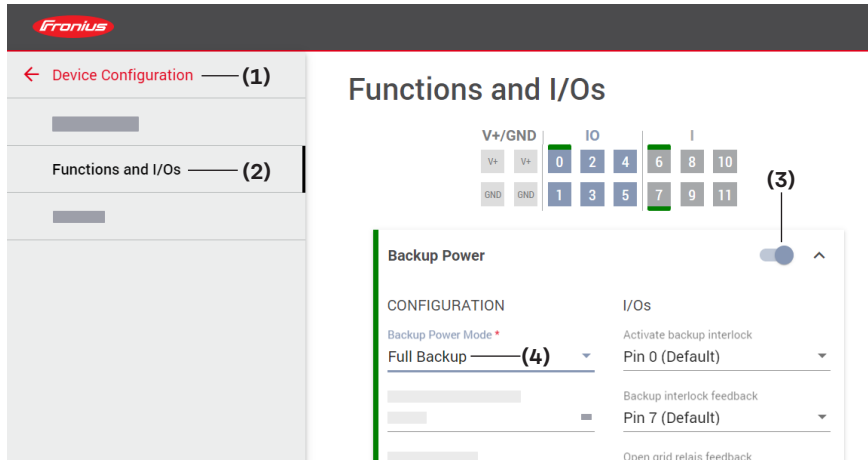 Fronius
Device Configuration (1)
Functions and I/Os (2)
Functions and I/Os
V+/GND IO I
V+ V+ 0 2 4 6 8 10
GND GND 1 3 5 7 9 11
(3)
Backup Power
CONFIGURATION I/Os
Backup Power Mode * Activate backup interlock
Full Backup (4) Pin 0 (Default)
Backup interlock feedback
Pin 7 (Default)
Open grid relais feedback